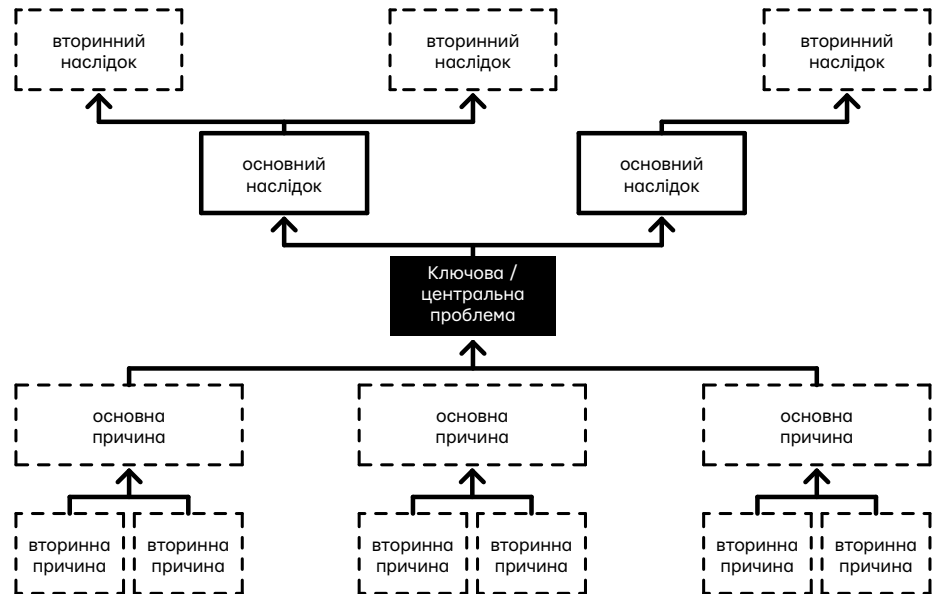 вторинний
наслідок
вторинний
наслідок
вторинний
наслідок
основний
наслідок
основний
наслідок
Ключова /
центральна
проблема
основна
причина
основна
причина
основна
причина
вторинна
причина
вторинна
причина
вторинна
причина
вторинна
причина
вторинна
причина
вторинна
причина